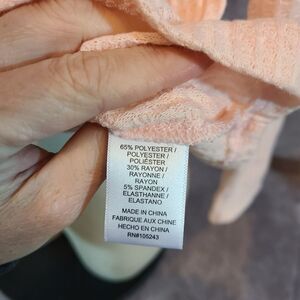 65% POLYESTER /
POLYESTER /
POLIÉSTER
30% RAYON /
RAYONNE /
RAYON
5% SPANDEX /
ELASTHANNE /
ELASTANO
MADE IN CHINA
FABRIQUE AUX CHINE
HECHO EN CHINA
RN#105243